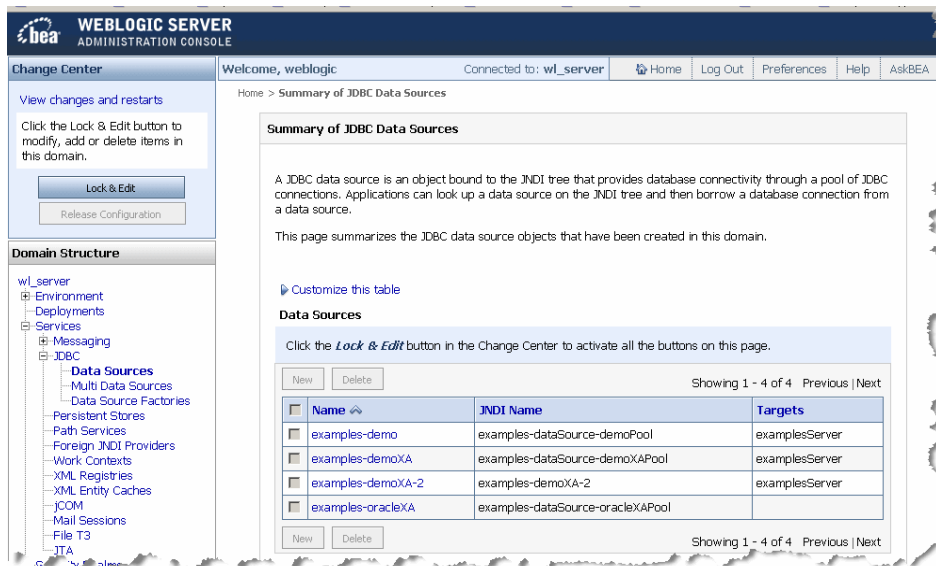 bea WEBLOGIC SERVER
ADMINISTRATION CONSOLE
Change Center
View changes and restarts
Click the Lock & Edit button to
modify, add or delete items in
this domain.
Lock & Edit
Release Configuration
Domain Structure
wl_server
Environment
Deployments
Services
Messaging
JDBC
Data Sources
Multi Data Sources
Data Source Factories
Persistent Stores
Path Services
Foreign JNDI Providers
Work Contexts
XML Registries
XML Entity Caches
jCOM
Mail Sessions
File T3
JTA
Welcome, weblogic Connected to: wl_server Home Log Out Preferences Help AskBEA
Home > Summary of JDBC Data Sources
Summary of JDBC Data Sources
A JDBC data source is an object bound to the JNDI tree that provides database connectivity through a pool of JDBC
connections. Applications can look up a data source on the JNDI tree and then borrow a database connection from
a data source.
This page summarizes the JDBC data source objects that have been created in this domain.
Customize this table
Data Sources
Click the Lock & Edit button in the Change Center to activate all the buttons on this page.
New Delete Showing 1 - 4 of 4 Previous | Next
Name JNDI Name Targets
examples-demo examples-dataSource-demoPool examplesServer
examples-demoXA examples-dataSource-demoXAPool examplesServer
examples-demoXA-2 examples-demoXA-2 examplesServer
examples-oracleXA examples-dataSource-oracleXAPool
New Delete Showing 1 - 4 of 4 Previous | Next